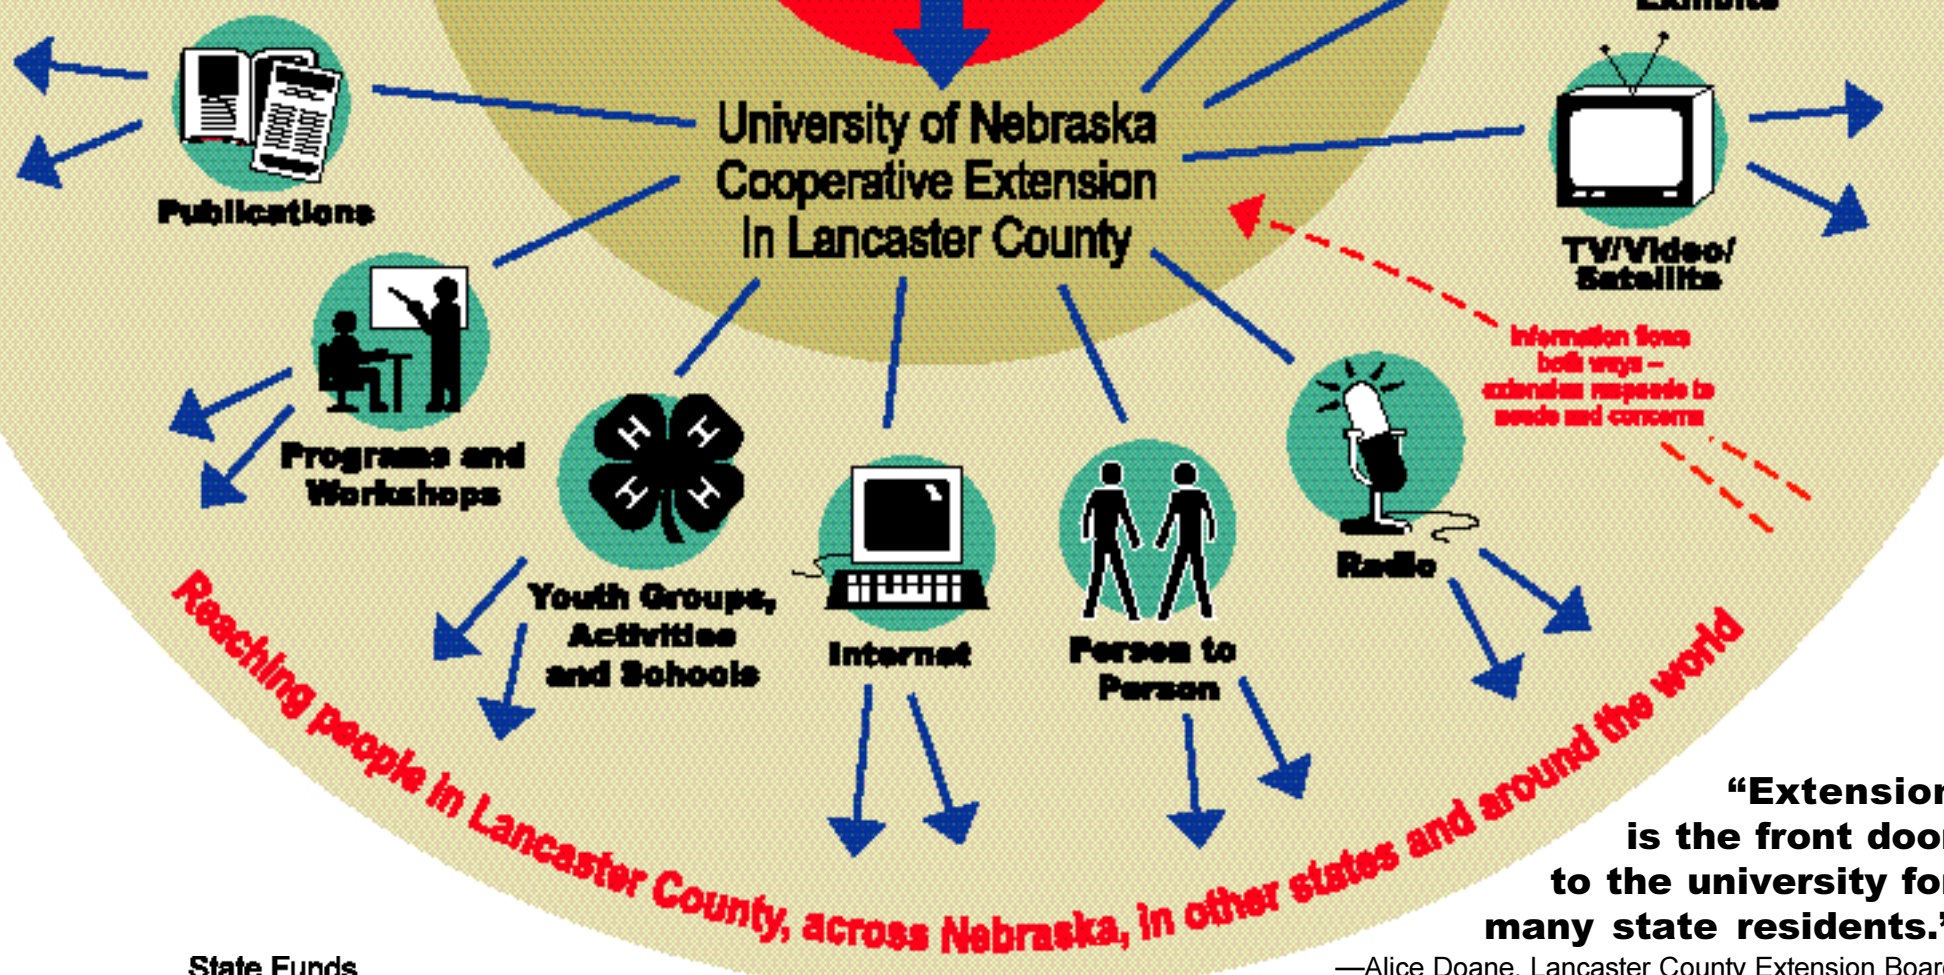 Exhibits
University of Nebraska
Cooperative Extension
In Lancaster County
Publications
TV/Video/
Satellite
Information flows
both ways –
extension responds to
needs and concerns
Programs and
Workshops
H H
H H
Youth Groups,
Activities
and Schools
Internet
Person to
Person
Radio
Reaching people in Lancaster County, across Nebraska, in other states and around the world
“Extension
is the front door
to the university for
many state residents.”
—Alice Doane, Lancaster County Extension Board
State Funds